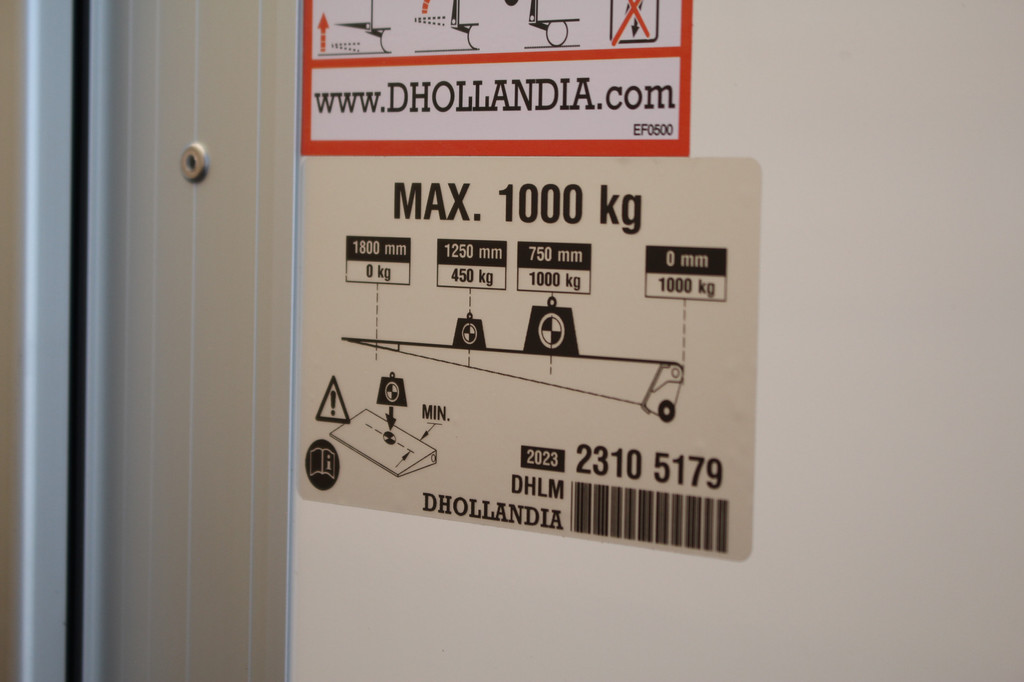 www.DHOLLANDIA.com
EF0500
MAX. 1000 kg
1800 mm 1250 mm 750 mm 0 mm
0 kg 450 kg 1000 kg 1000 kg
MIN.
2023 2310 5179
DHLM
DHOLLANDIA